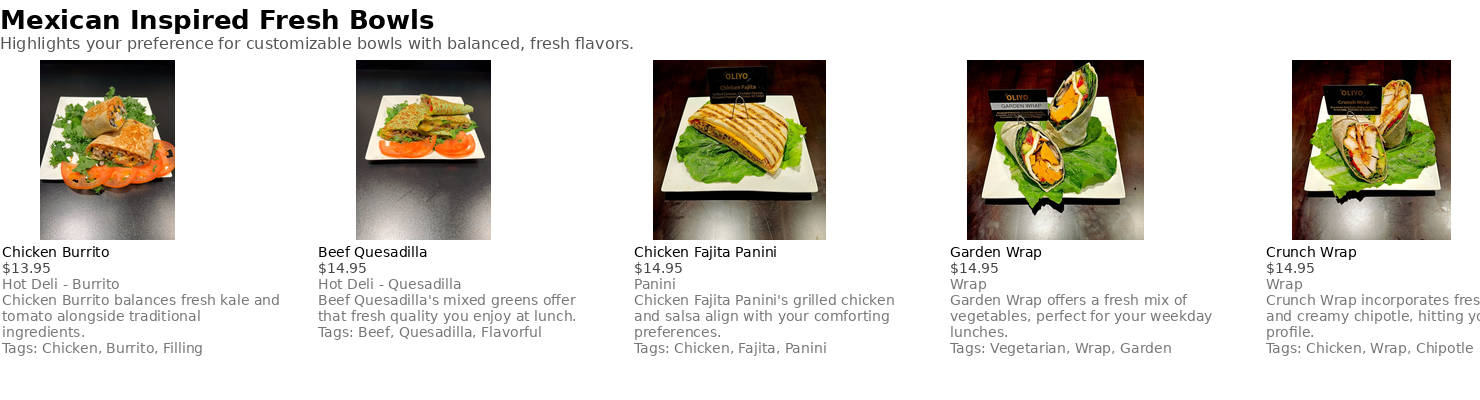 Mexican Inspired Fresh Bowls
Highlights your preference for customizable bowls with balanced, fresh flavors.
OLIYO
Chicken Fajita
OLIYO
GARDEN WRAP
OLIYO
Crunch Wrap
Chicken Burrito
$13.95
Hot Deli - Burrito
Chicken Burrito balances fresh kale and
tomato alongside traditional
ingredients.
Tags: Chicken, Burrito, Filling
Beef Quesadilla
$14.95
Hot Deli - Quesadilla
Beef Quesadilla's mixed greens offer
that fresh quality you enjoy at lunch.
Tags: Beef, Quesadilla, Flavorful
Chicken Fajita Panini
$14.95
Panini
Chicken Fajita Panini's grilled chicken
and salsa align with your comforting
preferences.
Tags: Chicken, Fajita, Panini
Garden Wrap
$14.95
Wrap
Garden Wrap offers a fresh mix of
vegetables, perfect for your weekday
lunches.
Tags: Vegetarian, Wrap, Garden
Crunch Wrap
$14.95
Wrap
Crunch Wrap incorporates fres
and creamy chipotle, hitting yo
profile.
Tags: Chicken, Wrap, Chipotle